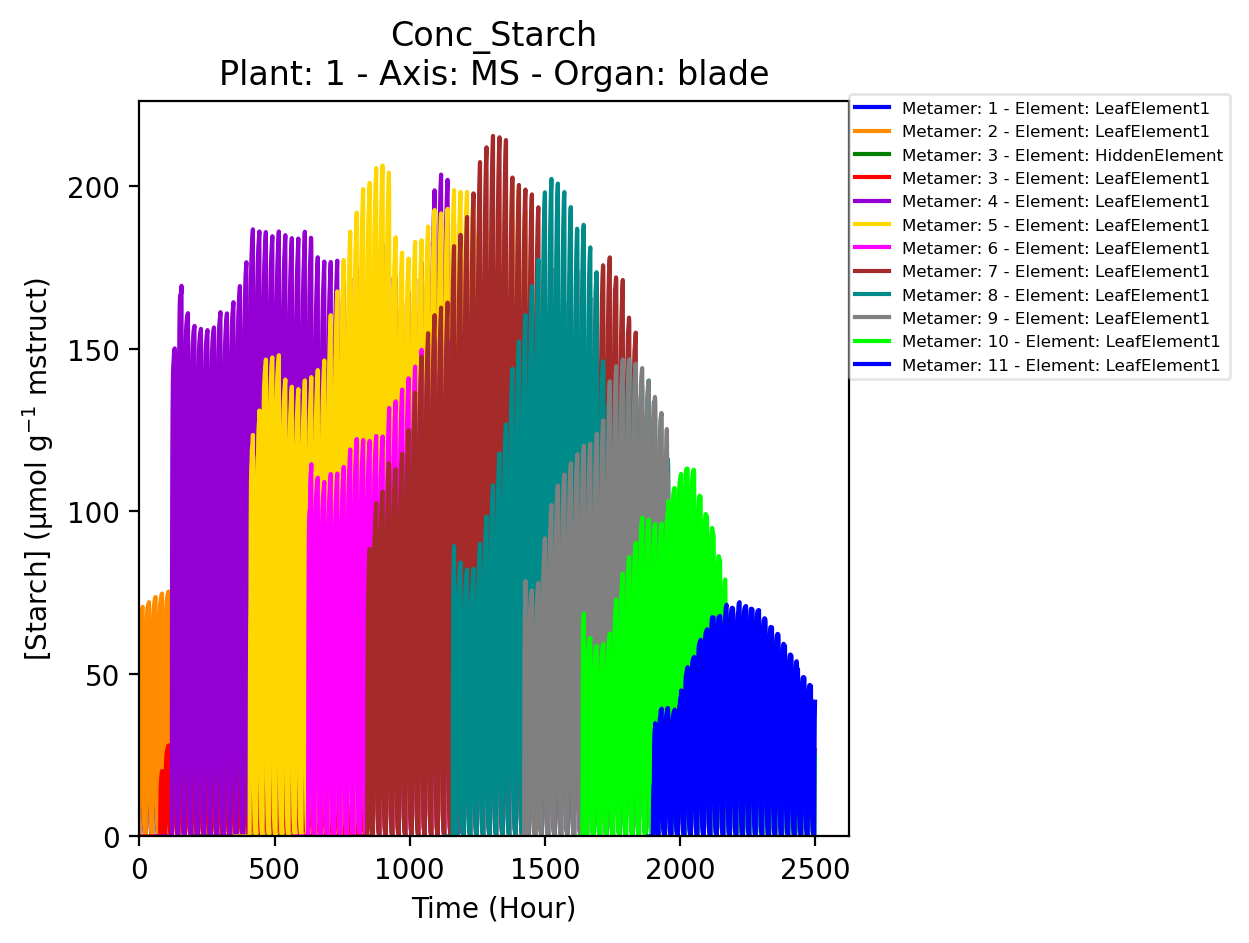 Conc_Starch
Plant: 1 - Axis: MS - Organ: blade
Metamer: 1 - Element: LeafElement1
Metamer: 2 - Element: LeafElement1
Metamer: 3 - Element: HiddenElement
Metamer: 3 - Element: LeafElement1
Metamer: 4 - Element: LeafElement1
Metamer: 5 - Element: LeafElement1
Metamer: 6 - Element: LeafElement1
Metamer: 7 - Element: LeafElement1
Metamer: 8 - Element: LeafElement1
Metamer: 9 - Element: LeafElement1
Metamer: 10 - Element: LeafElement1
Metamer: 11 - Element: LeafElement1
[Starch] (µmol g⁻¹ mstruct)
200
150
100
50
0
0 500 1000 1500 2000 2500
Time (Hour)